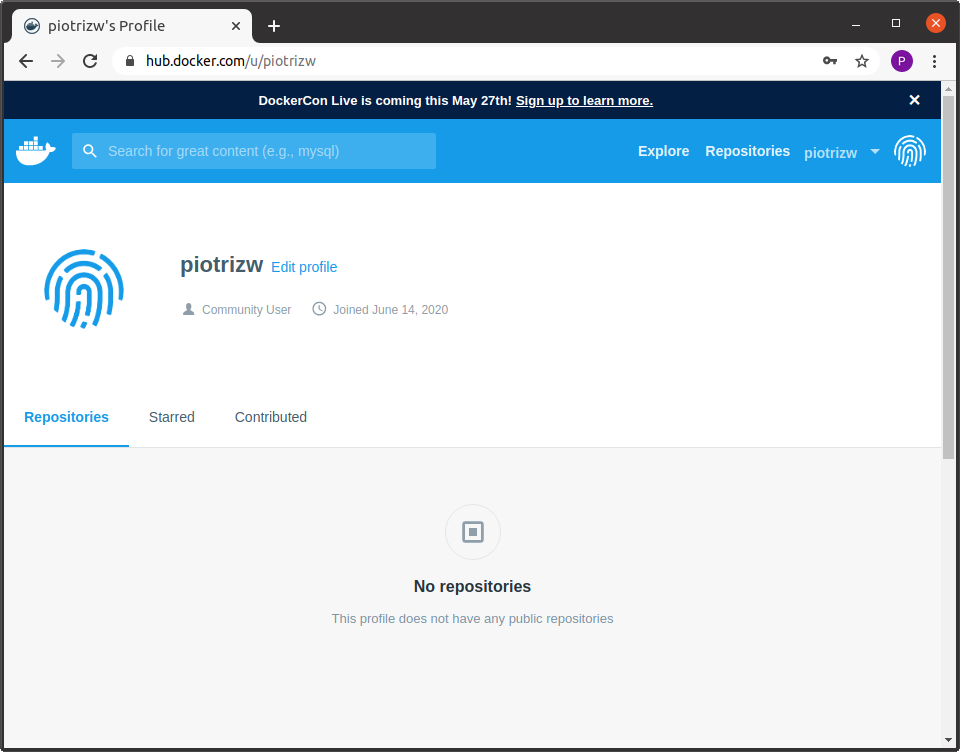 piotrizw's Profile
hub.docker.com/u/piotrizw
P
DockerCon Live is coming this May 27th! Sign up to learn more.
Search for great content (e.g., mysql)
Explore Repositories piotrizw
piotrizw Edit profile
Community User Joined June 14, 2020
Repositories Starred Contributed
No repositories
This profile does not have any public repositories